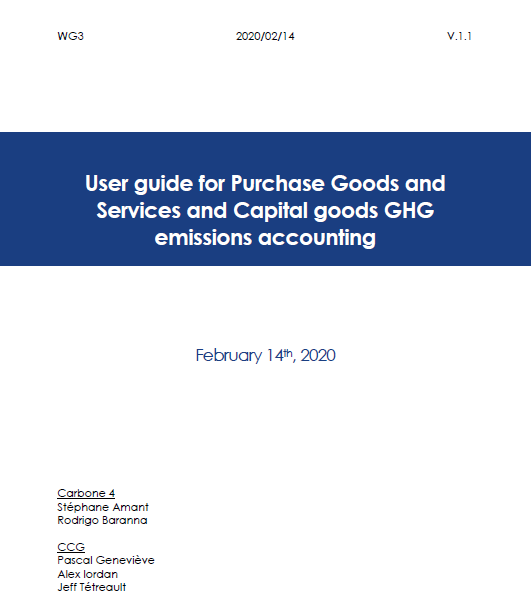 WG3 2020/02/14 V.1.1
User guide for Purchase Goods and
Services and Capital goods GHG
emissions accounting
February 14th, 2020
Carbone 4
Stéphane Amant
Rodrigo Baranna
CCG
Pascal Geneviève
Alex Iordan
Jeff Tétreault